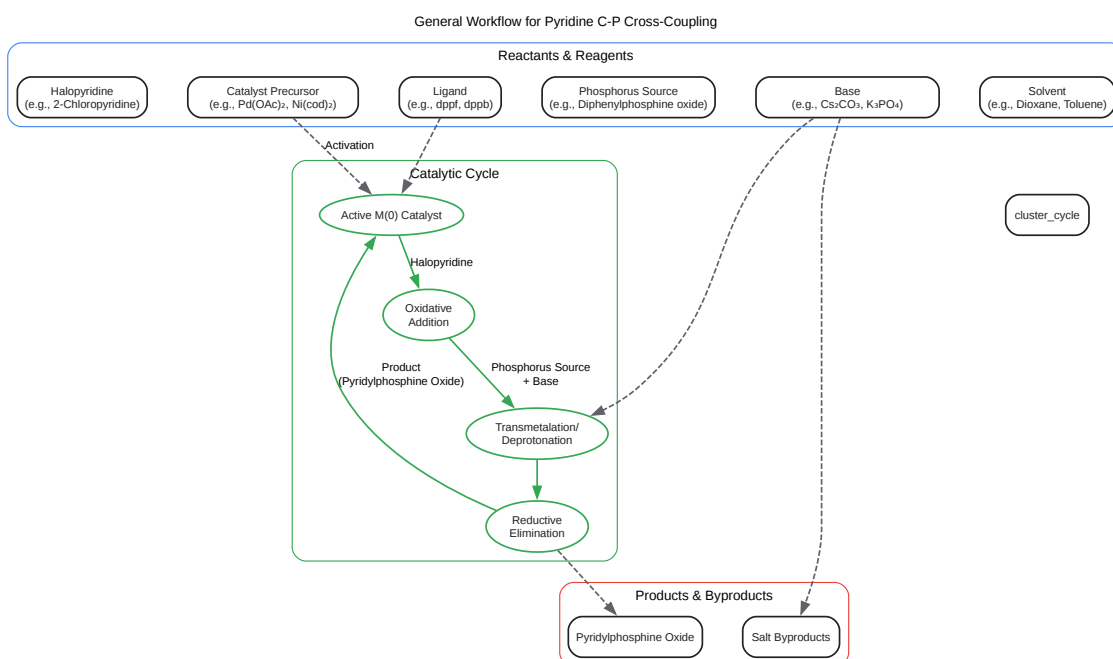 General Workflow for Pyridine C-P Cross-Coupling
Reactants & Reagents
Halopyridine
(e.g., 2-Chloropyridine)
Catalyst Precursor
(e.g., Pd(OAc)₂, Ni(cod)₂)
Ligand
(e.g., dppf, dppb)
Phosphorus Source
(e.g., Diphenylphosphine oxide)
Base
(e.g., Cs₂CO₃, K₃PO₄)
Solvent
(e.g., Dioxane, Toluene)
Activation
Catalytic Cycle
Active M(0) Catalyst
cluster_cycle
Halopyridine
Oxidative
Addition
Product
(Pyridylphosphine Oxide)
Phosphorus Source
+ Base
Transmetalation/
Deprotonation
Reductive
Elimination
Products & Byproducts
Pyridylphosphine Oxide
Salt Byproducts